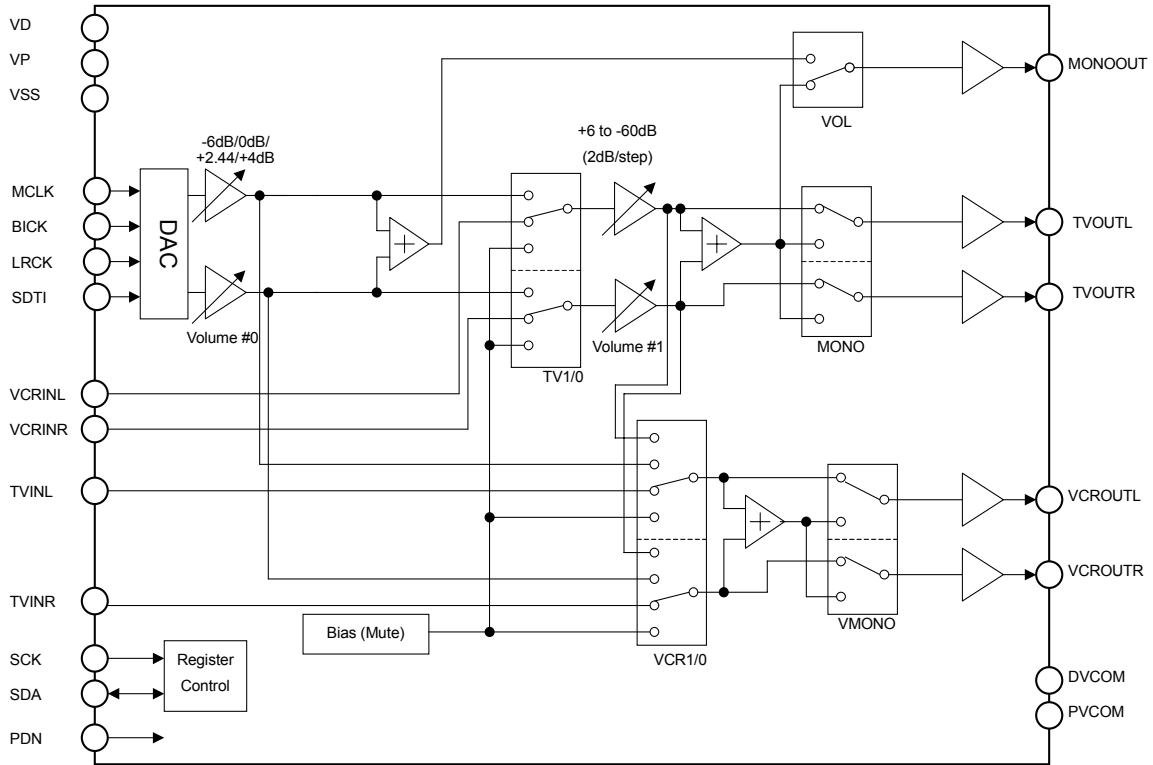 VD
VP
VSS
MCLK
BICK
LRCK
SDTI
VCRINL
VCRINR
TVINL
TVINR
SCK
SDA
PDN
DAC
-6dB/0dB/
+2.44/+4dB
Volume #0
+
TV1/0
+6 to -60dB
(2dB/step)
Volume #1
+
VOL
MONO
Bias (Mute)
Register
Control
VCR1/0
+
VMONO
MONOOUT
TVOUTL
TVOUTR
VCROUTL
VCROUTR
DVCOM
PVCOM